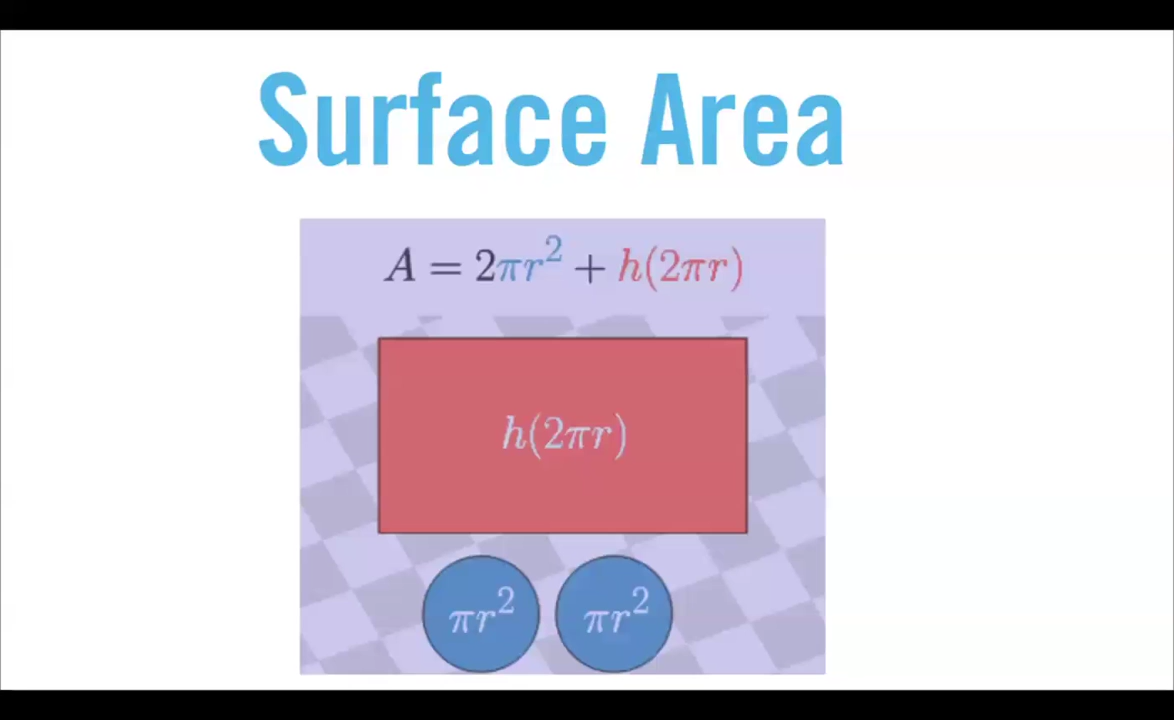 Surface Area
A = 2πr² + h(2πr)
h(2πr)
πr² πr²